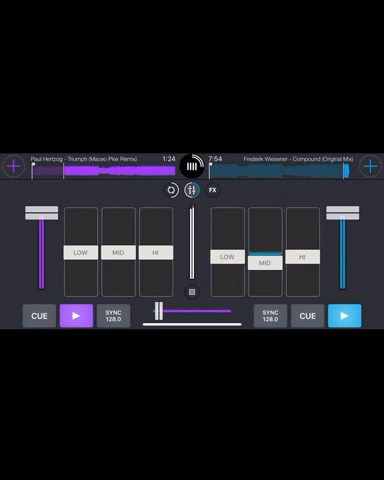 Paul Hertzog - Triumph (Maceo Plex Remix) 1:24
7:54 Frederik Wiesener - Compound (Original Mix)
FX
LOW MID HI
LOW MID HI
CUE SYNC 128.0
SYNC 128.0 CUE